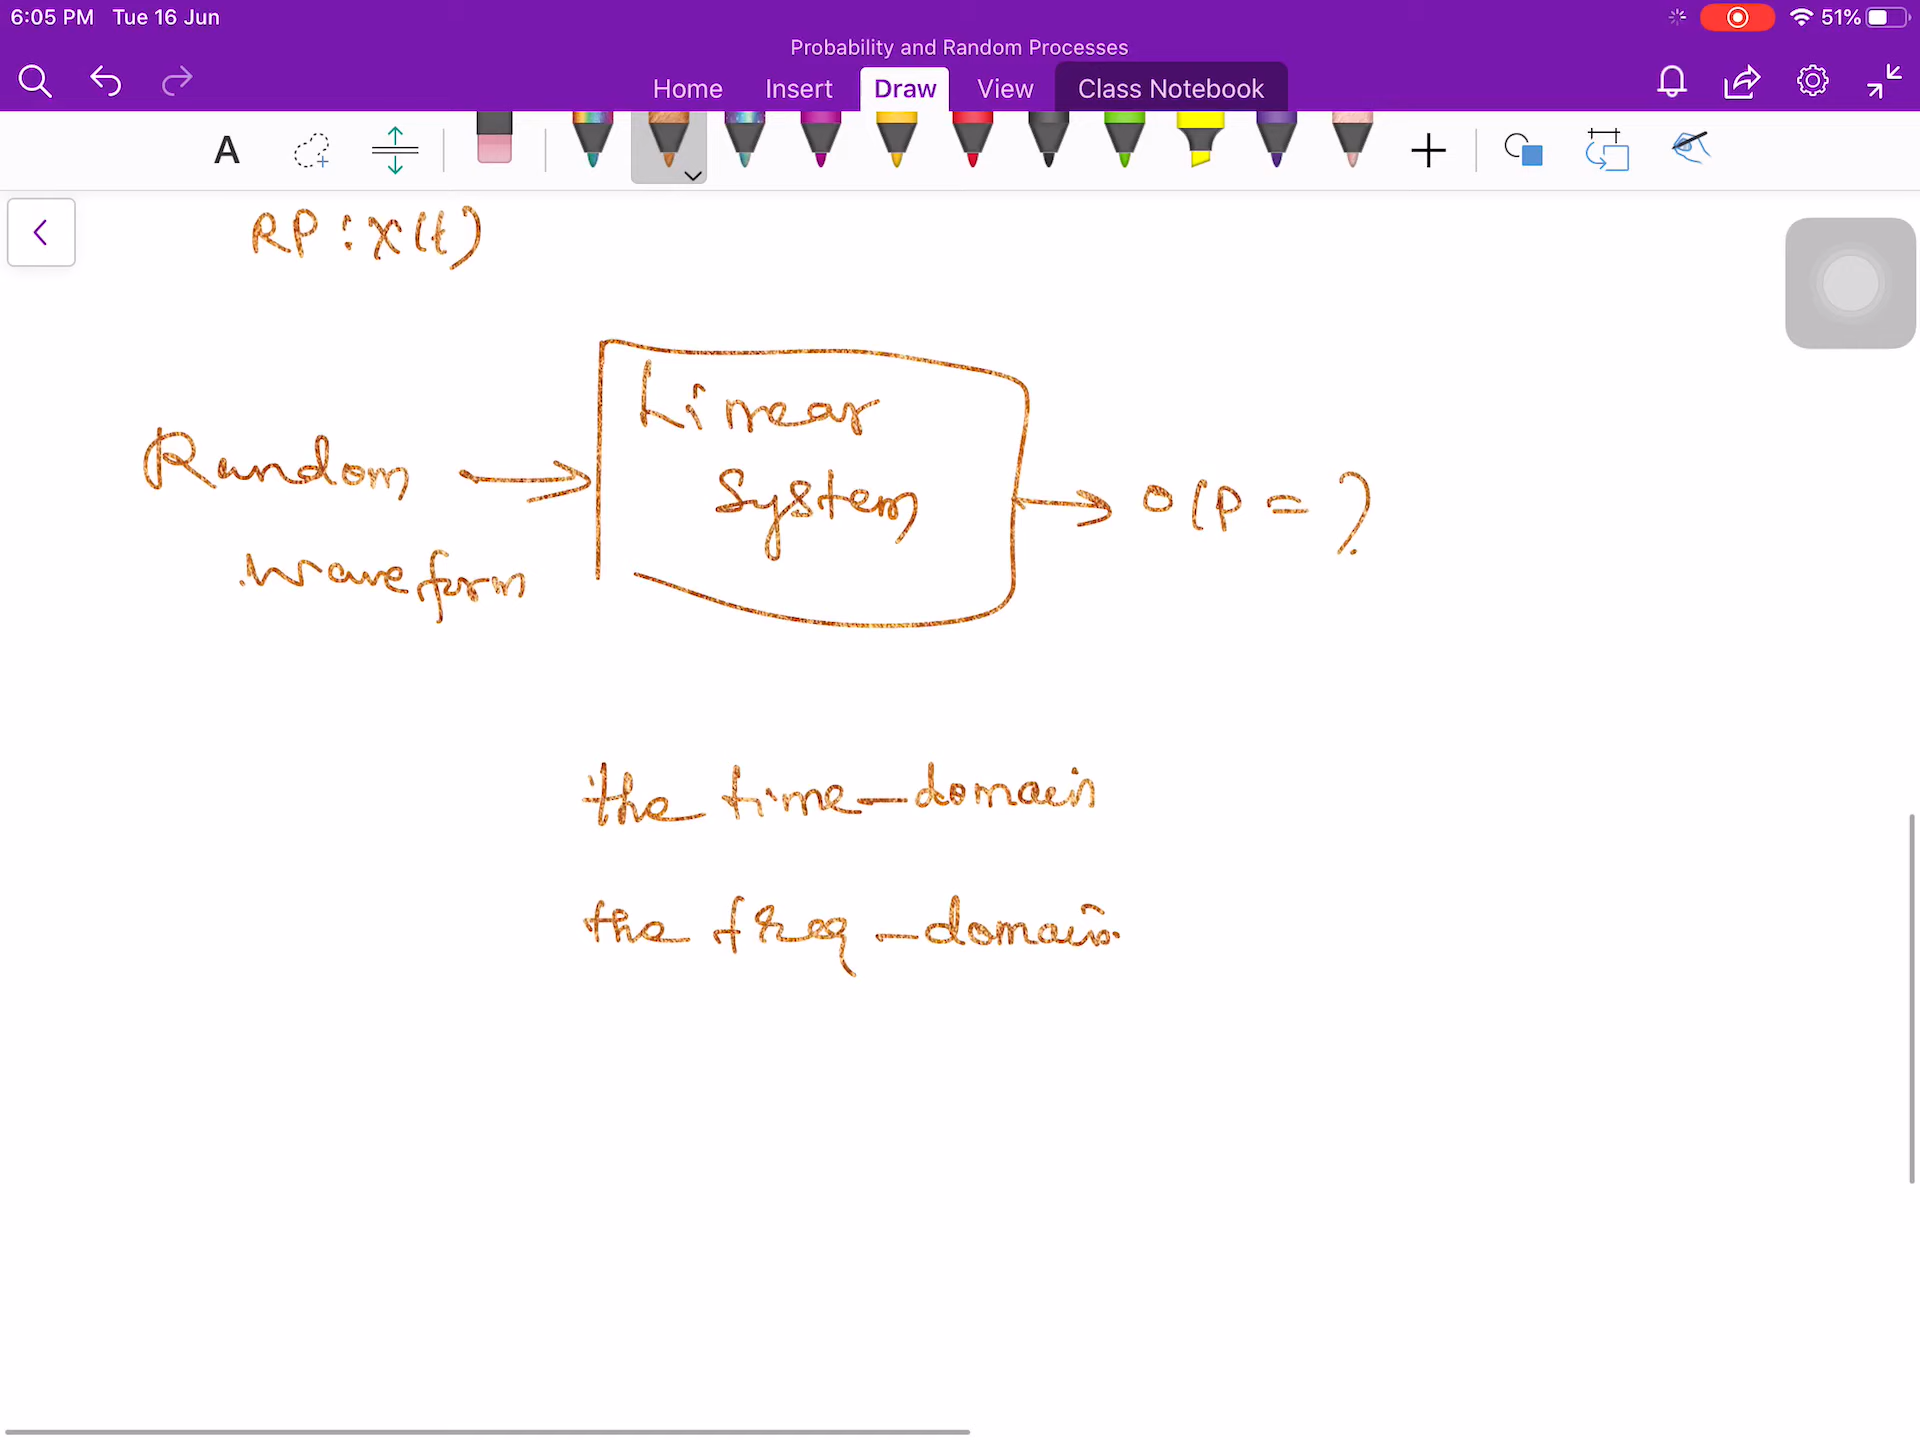 6:05 PM Tue 16 Jun
51%
Probability and Random Processes
Home Insert Draw View Class Notebook
A
RP : X(t)
Linear
Random → System → O/P = ?
waveform
the time-domain
the freq-domain